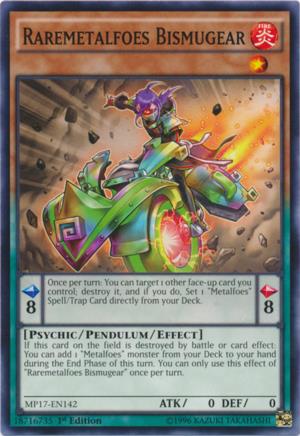 RAREMETALFOES BISMUGEAR
FIRE
炎
Once per turn: You can target 1 other face-up card you
control; destroy it, and if you do, Set 1 "Metalfoes"
Spell/Trap Card directly from your Deck.
8
8
[PSYCHIC/PENDULUM/EFFECT]
If this card on the field is destroyed by battle or card effect:
You can add 1 "Metalfoes" monster from your Deck to your hand
during the End Phase of this turn. You can only use this effect of
"Raremetalfoes Bismugear" once per turn.
MP17-EN142
ATK/ 0 DEF/ 0
18716735 1st Edition
©1996 KAZUKI TAKAHASHI